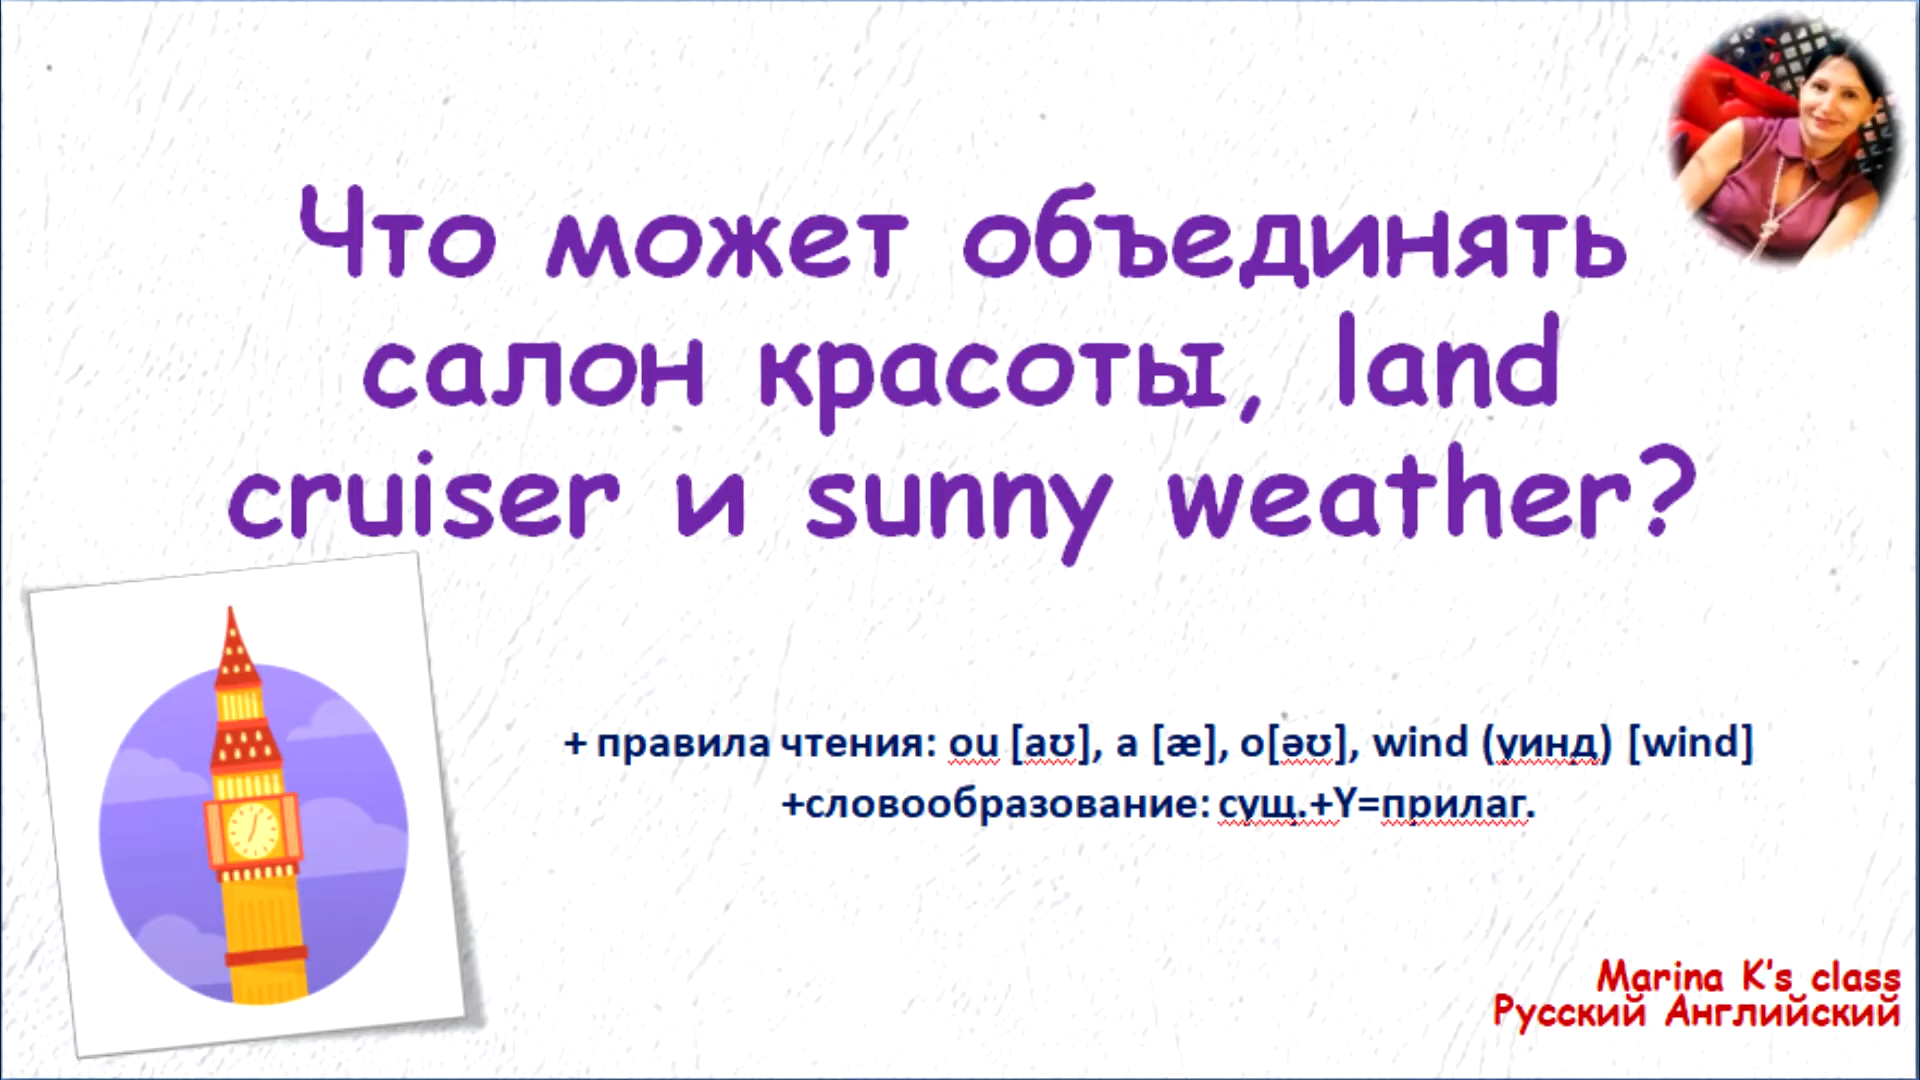 Что может объединять
салон красоты, land
cruiser и sunny weather?
+ правила чтения: ou [aʊ], a [æ], o[əʊ], wind (уинд) [wind]
+словообразование: сущ.+Y=прилаг.
Marina K's class
Русский Английский